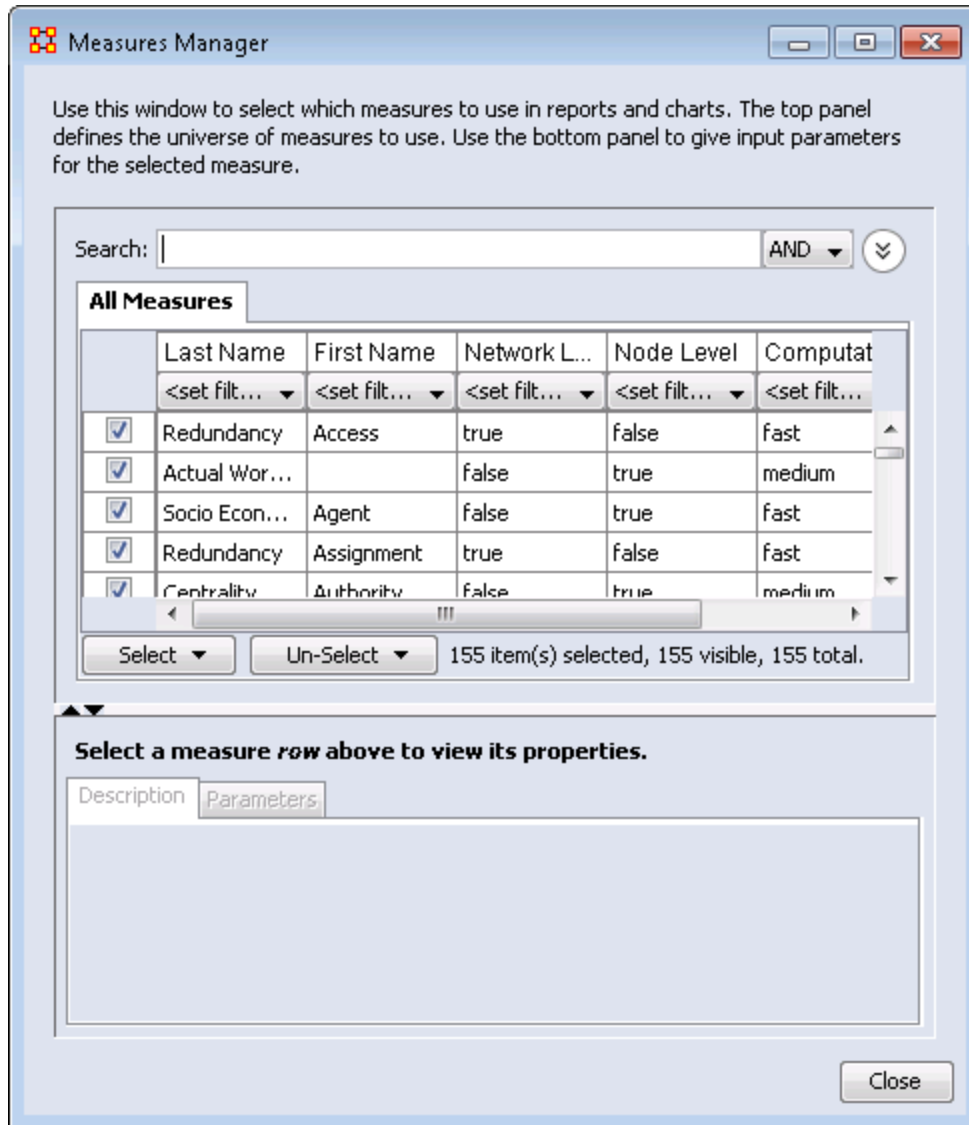 Measures Manager
Use this window to select which measures to use in reports and charts. The top panel
defines the universe of measures to use. Use the bottom panel to give input parameters
for the selected measure.
Search: AND
All Measures
Last Name First Name Network L... Node Level Computat
<set filt... <set filt... <set filt... <set filt... <set filt...
Redundancy Access true false fast
Actual Wor... false true medium
Socio Econ... Agent false true fast
Redundancy Assignment true false fast
Centrality Authority false true medium
Select Un-Select 155 item(s) selected, 155 visible, 155 total.
Select a measure row above to view its properties.
Description Parameters
Close